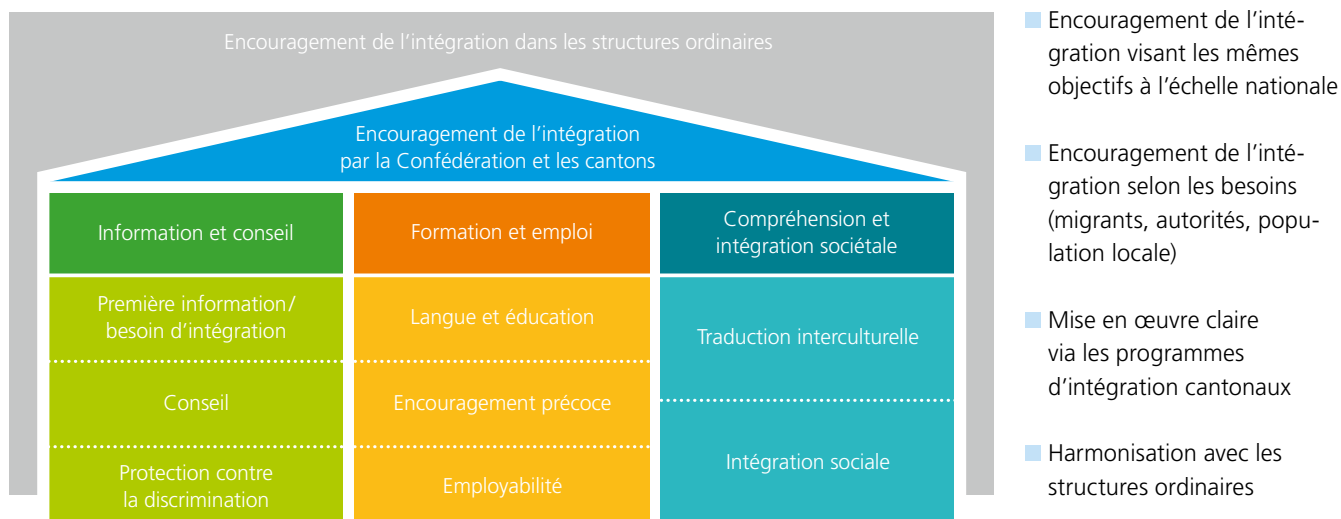 Encouragement de l'intégration dans les structures ordinaires
Encouragement de l'intégration
par la Confédération et les cantons
Information et conseil
Première information/
besoin d'intégration
Conseil
Protection contre
la discrimination
Formation et emploi
Langue et éducation
Encouragement précoce
Employabilité
Compréhension et
intégration sociétale
Traduction interculturelle
Intégration sociale
Encouragement de l'inté-
gration visant les mêmes
objectifs à l'échelle nationale
Encouragement de l'inté-
gration selon les besoins
(migrants, autorités, popu-
lation locale)
Mise en œuvre claire
via les programmes
d'intégration cantonaux
Harmonisation avec les
structures ordinaires